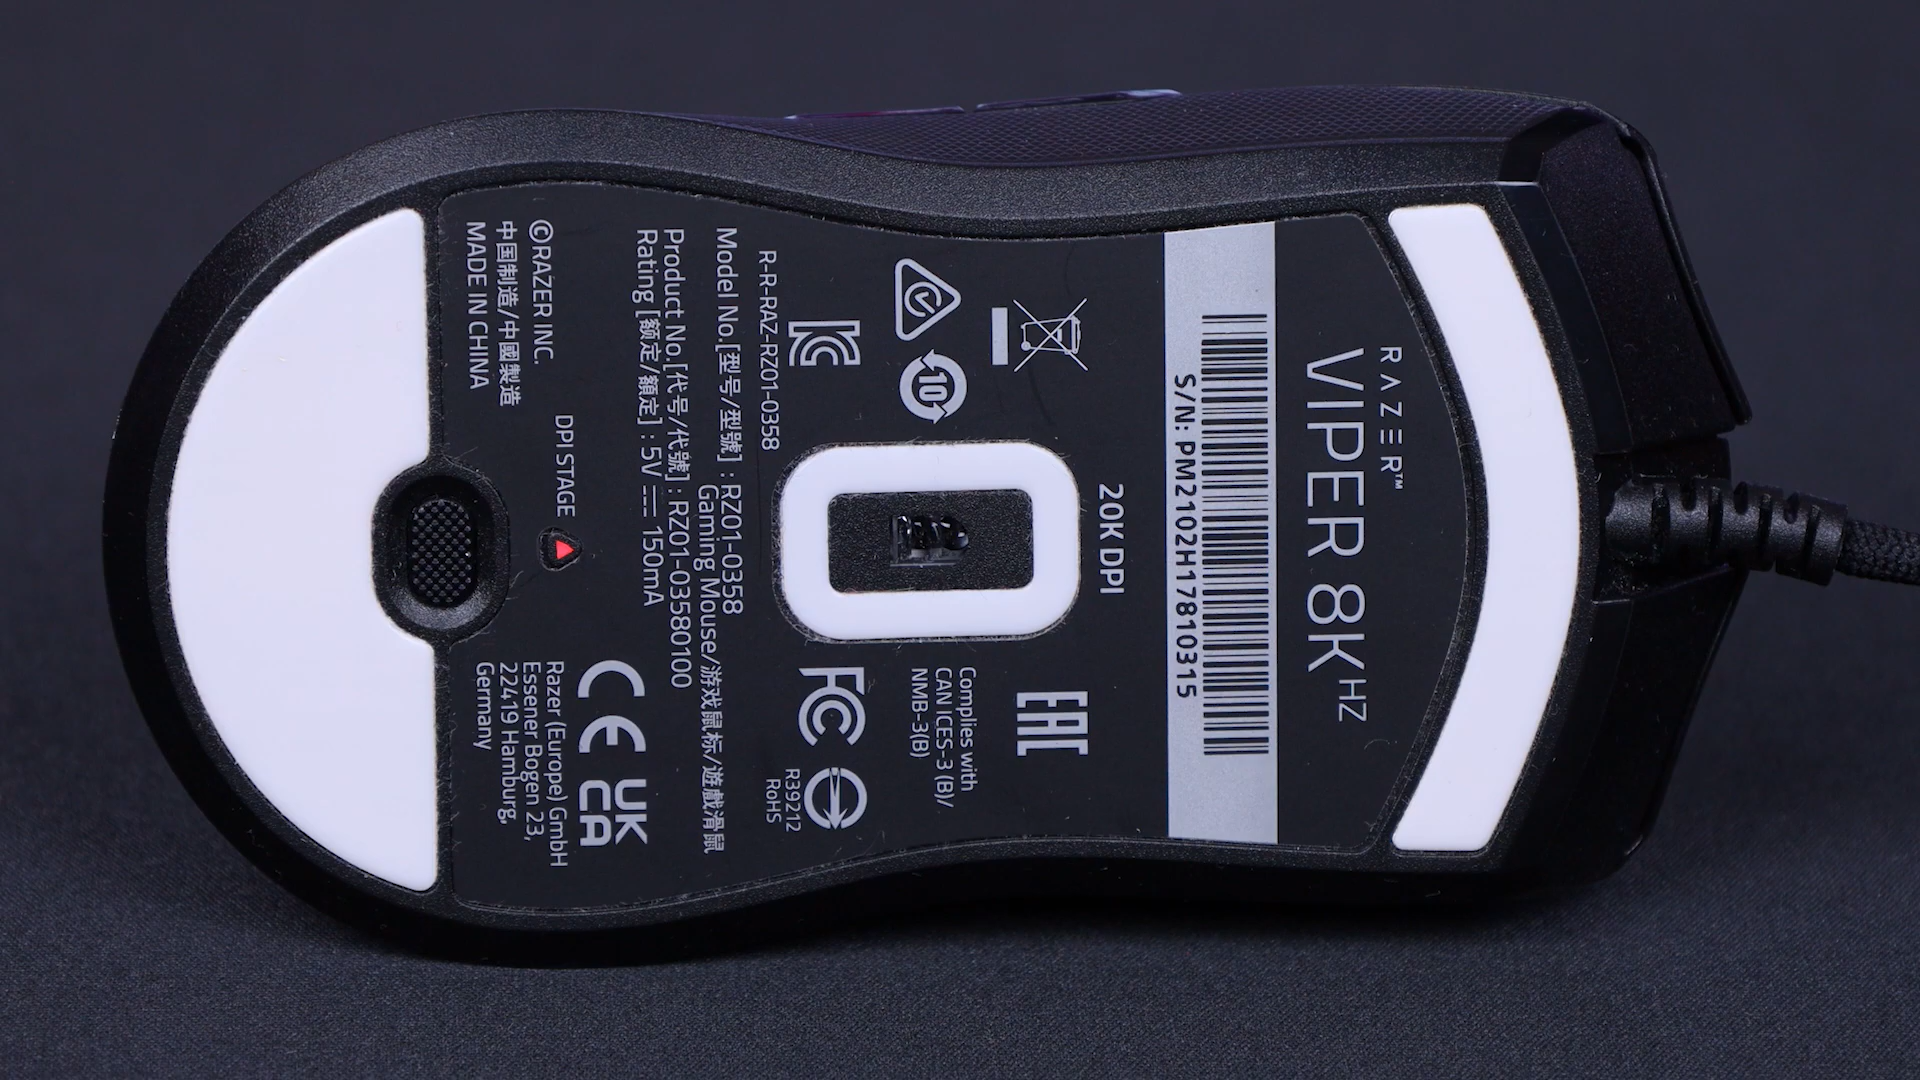 RAZER™
VIPER 8KHZ
S/N: PM2102H17810315
20K DPI
10
EAC
Complies with
CAN ICES-3 (B)/
NMB-3(B)
FC
R39212
RoHS
R-R-RAZ-RZ01-0358
Model No.[型号/型號] : RZ01-0358
Gaming Mouse/游戏鼠标/遊戲滑鼠
Product No.[代号/代號] : RZ01-03580100
Rating [额定/額定] : 5V ⎓ 150mA
DPI STAGE
©RAZER INC.
中国制造/中國製造
MADE IN CHINA
CE
UK
CA
Razer (Europe) GmbH
Essener Bogen 23,
22419 Hamburg,
Germany